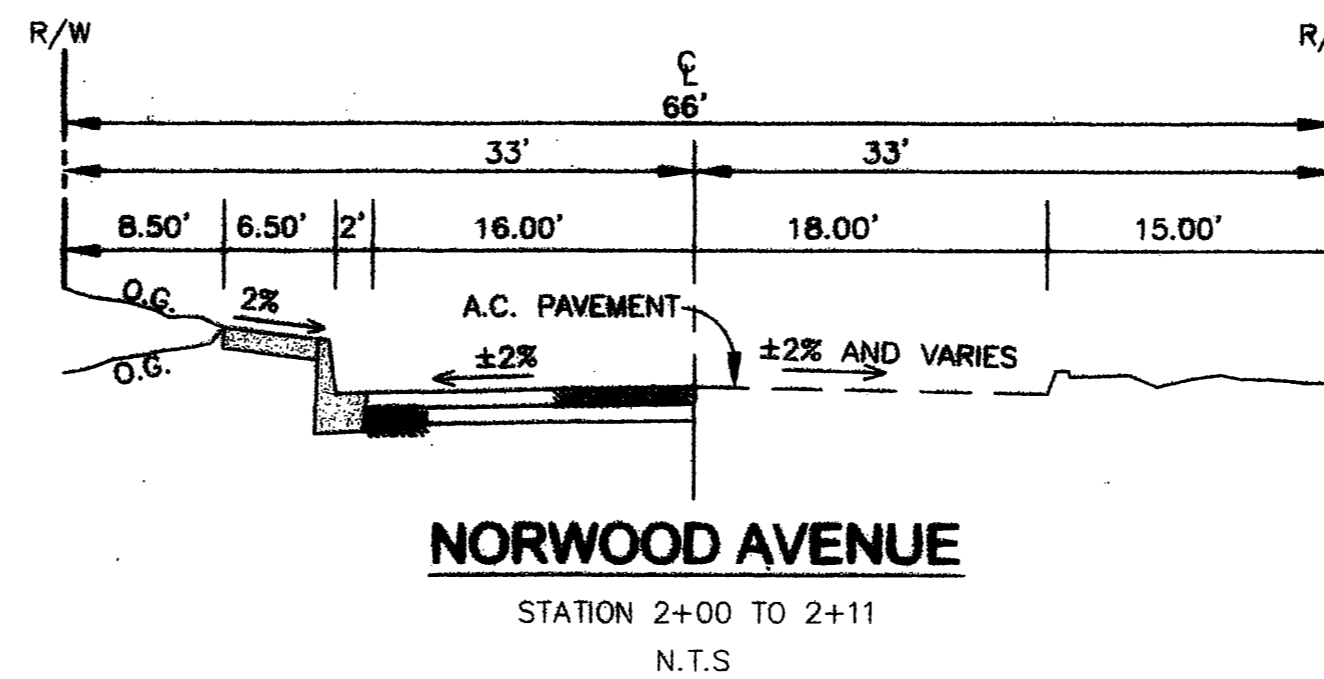 R/W
R/
℄
66'
33' 33'
8.50' 6.50' 2' 16.00' 18.00' 15.00'
O.G. 2% A.C. PAVEMENT
O.G. ±2% ±2% AND VARIES
NORWOOD AVENUE
STATION 2+00 TO 2+11
N.T.S